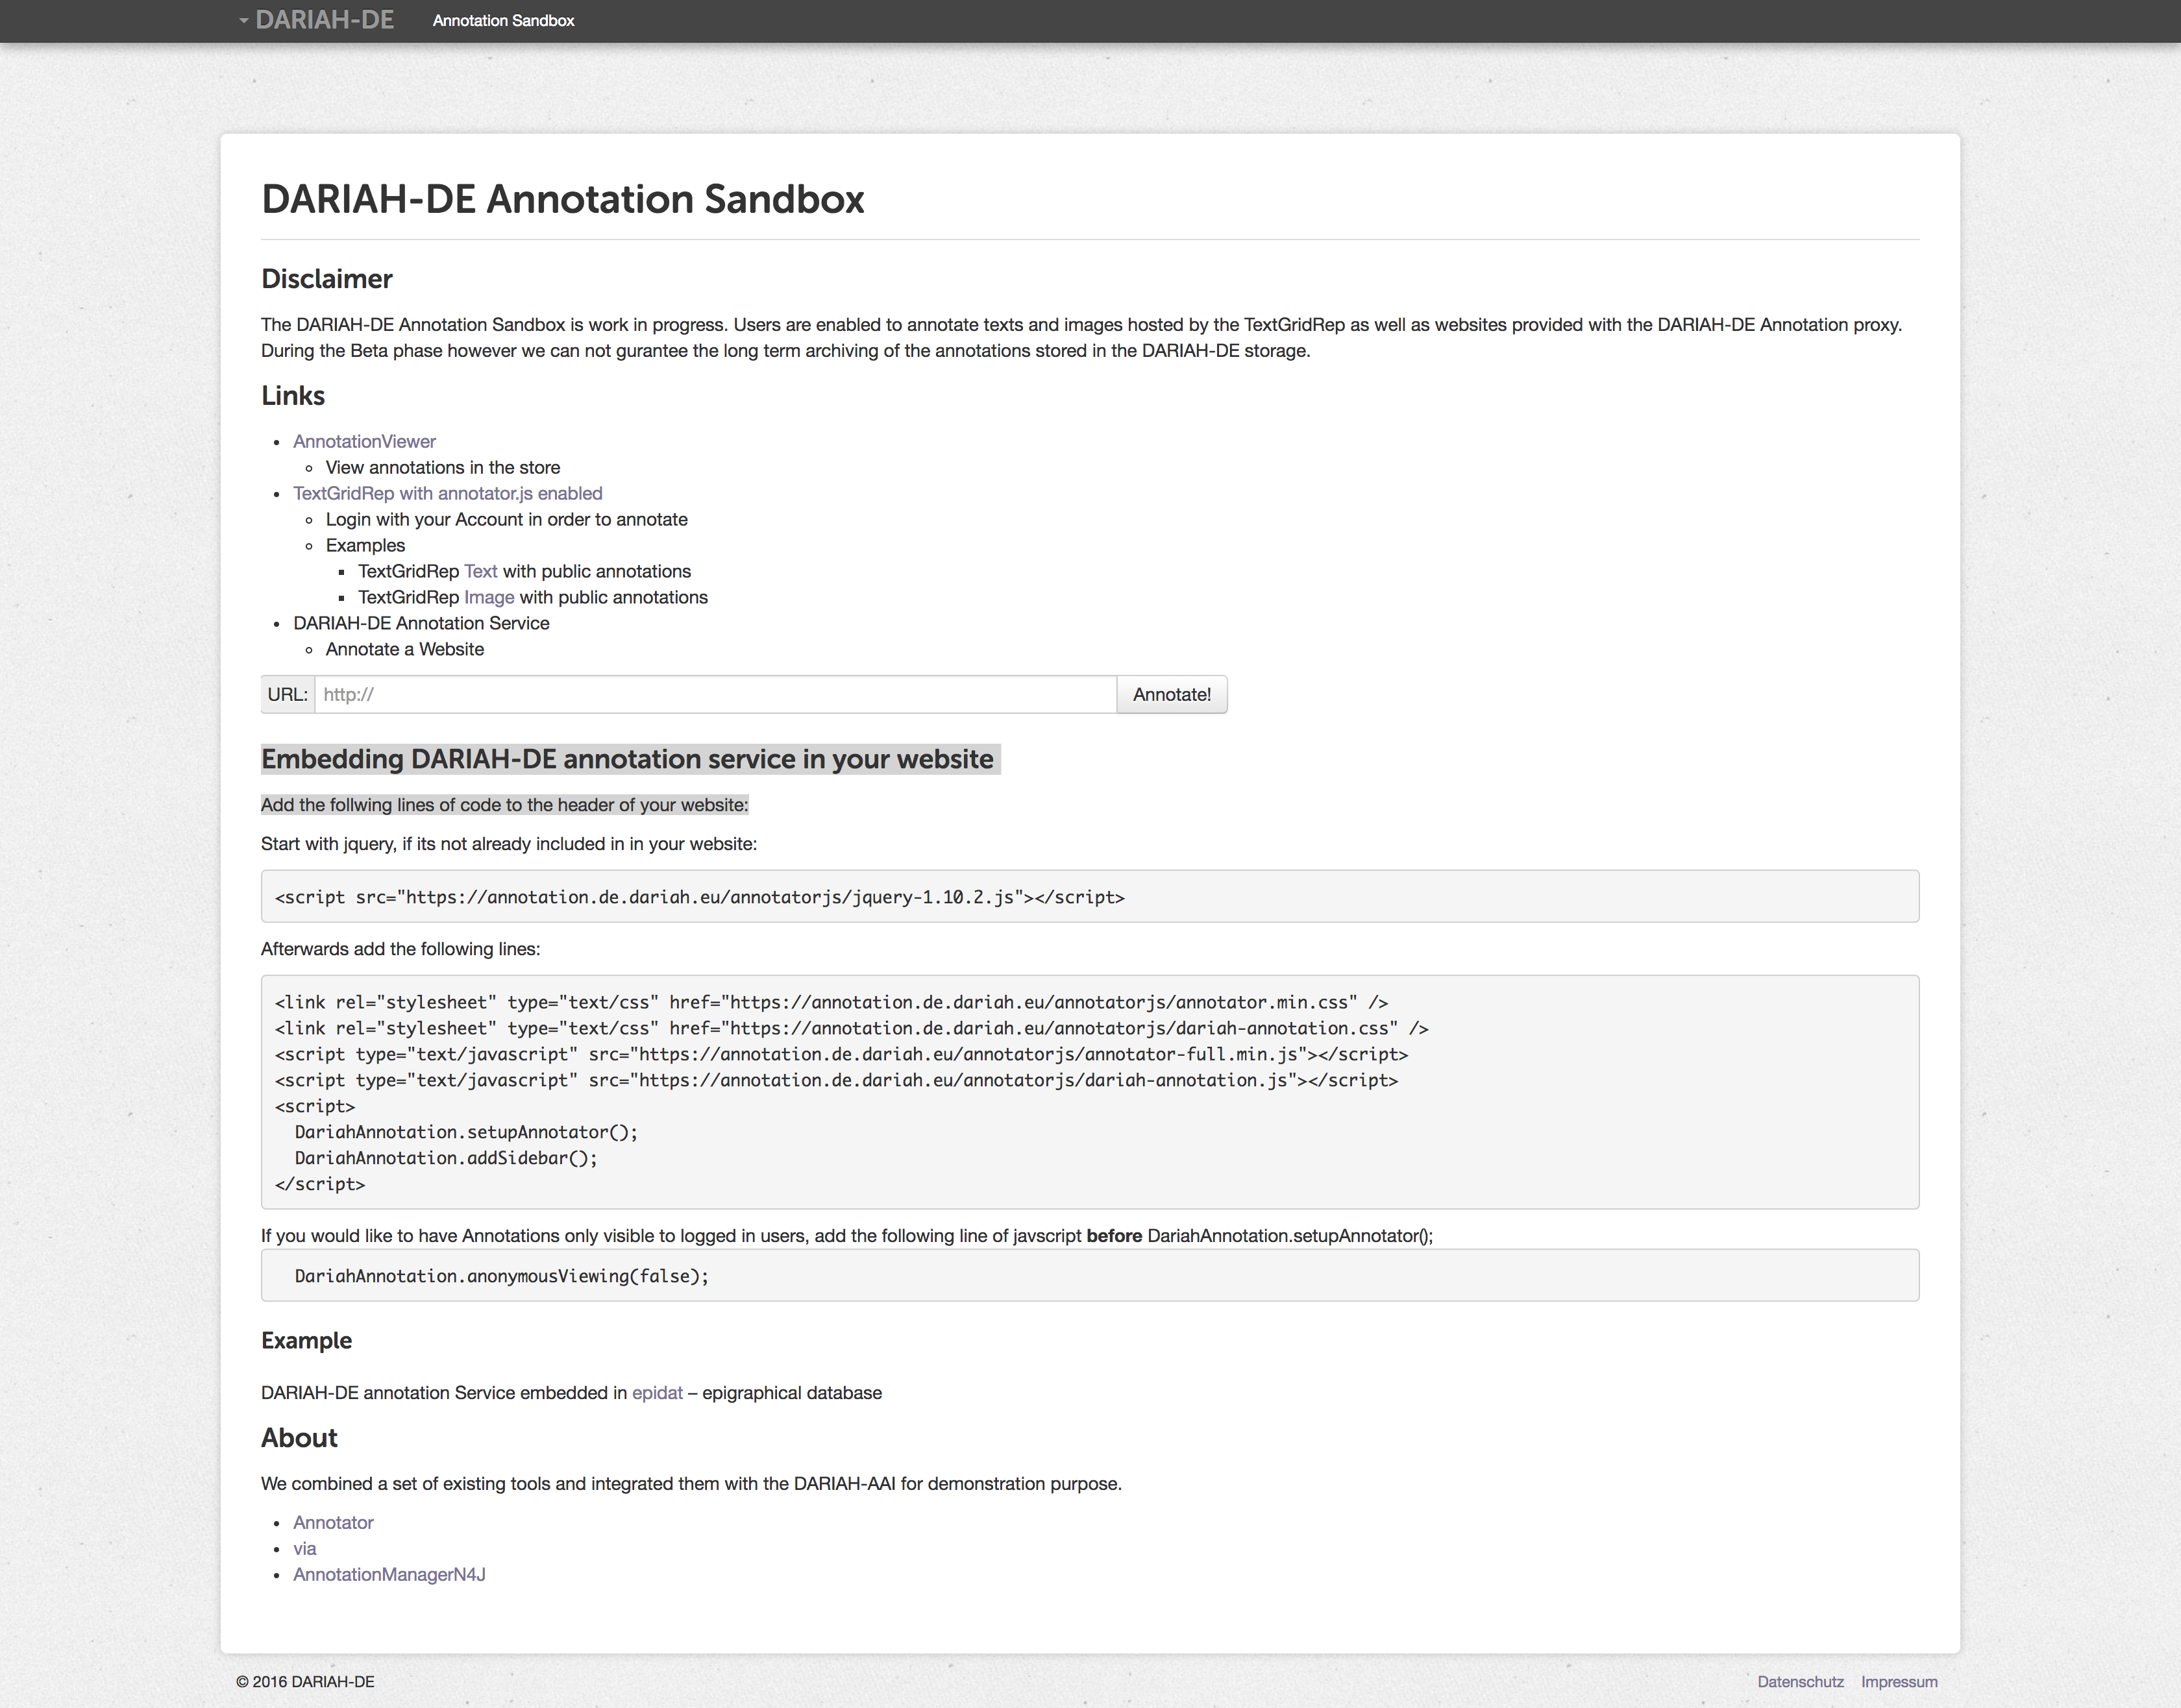 DARIAH-DE Annotation Sandbox
DARIAH-DE Annotation Sandbox
Disclaimer
The DARIAH-DE Annotation Sandbox is work in progress. Users are enabled to annotate texts and images hosted by the TextGridRep as well as websites provided with the DARIAH-DE Annotation proxy.
During the Beta phase however we can not gurantee the long term archiving of the annotations stored in the DARIAH-DE storage.
Links
AnnotationViewer
View annotations in the store
TextGridRep with annotator.js enabled
Login with your Account in order to annotate
Examples
TextGridRep Text with public annotations
TextGridRep Image with public annotations
DARIAH-DE Annotation Service
Annotate a Website
URL: http:// Annotate!
Embedding DARIAH-DE annotation service in your website
Add the follwing lines of code to the header of your website:
Start with jquery, if its not already included in in your website:
<script src="https://annotation.de.dariah.eu/annotatorjs/jquery-1.10.2.js"></script>
Afterwards add the following lines:
<link rel="stylesheet" type="text/css" href="https://annotation.de.dariah.eu/annotatorjs/annotator.min.css" />
<link rel="stylesheet" type="text/css" href="https://annotation.de.dariah.eu/annotatorjs/dariah-annotation.css" />
<script type="text/javascript" src="https://annotation.de.dariah.eu/annotatorjs/annotator-full.min.js"></script>
<script type="text/javascript" src="https://annotation.de.dariah.eu/annotatorjs/dariah-annotation.js"></script>
<script>
DariahAnnotation.setupAnnotator();
DariahAnnotation.addSidebar();
</script>
If you would like to have Annotations only visible to logged in users, add the following line of javscript before DariahAnnotation.setupAnnotator();
DariahAnnotation.anonymousViewing(false);
Example
DARIAH-DE annotation Service embedded in epidat – epigraphical database
About
We combined a set of existing tools and integrated them with the DARIAH-AAI for demonstration purpose.
Annotator
via
AnnotationManagerN4J
© 2016 DARIAH-DE Datenschutz Impressum